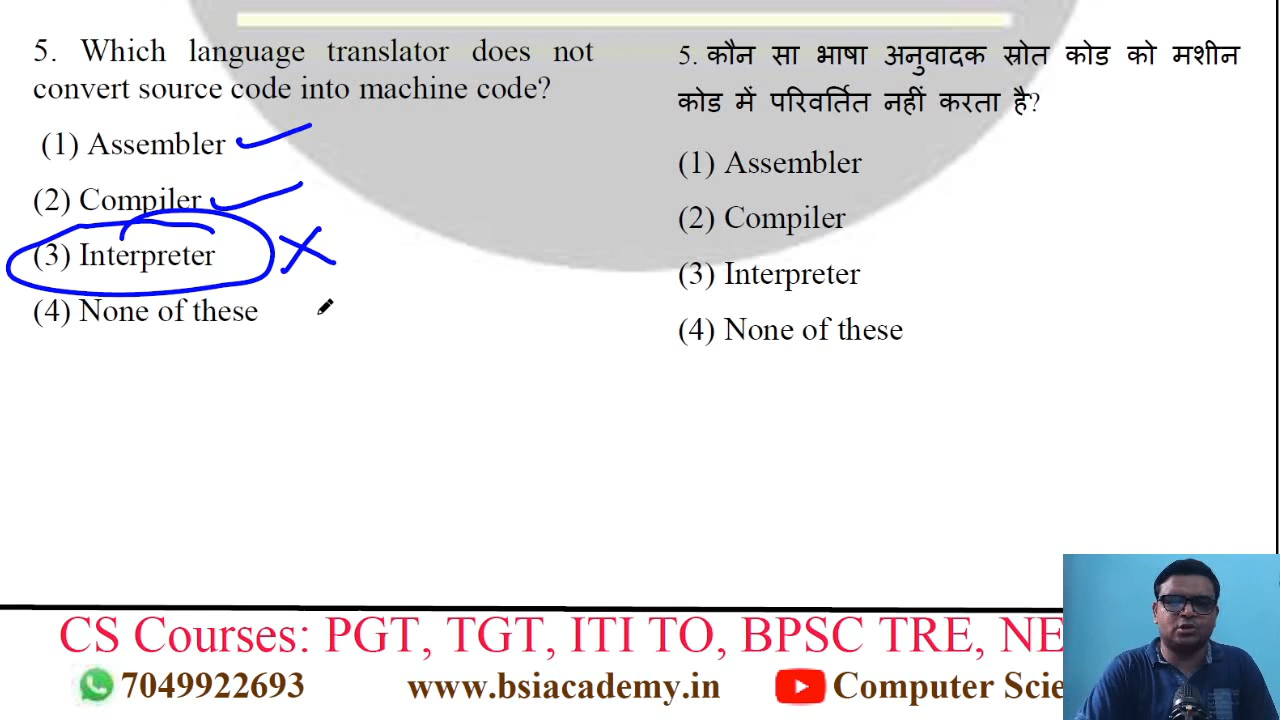 5. Which language translator does not
convert source code into machine code?
(1) Assembler
(2) Compiler
(3) Interpreter
(4) None of these
5. कौन सा भाषा अनुवादक स्रोत कोड को मशीन
कोड में परिवर्तित नहीं करता है?
(1) Assembler
(2) Compiler
(3) Interpreter
(4) None of these
CS Courses: PGT, TGT, ITI TO, BPSC TRE, NE
7049922693 www.bsiacademy.in Computer Scie